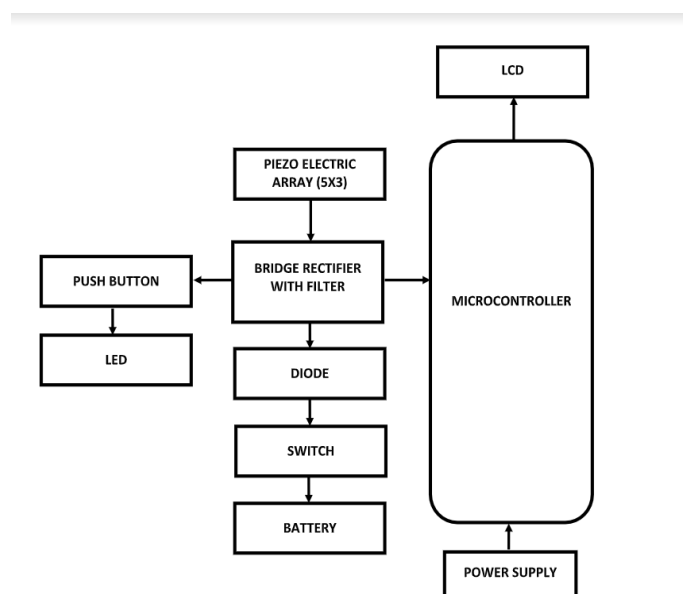 LCD
PIEZO ELECTRIC
ARRAY (5X3)
BRIDGE RECTIFIER
WITH FILTER
PUSH BUTTON
MICROCONTROLLER
LED
DIODE
SWITCH
BATTERY
POWER SUPPLY